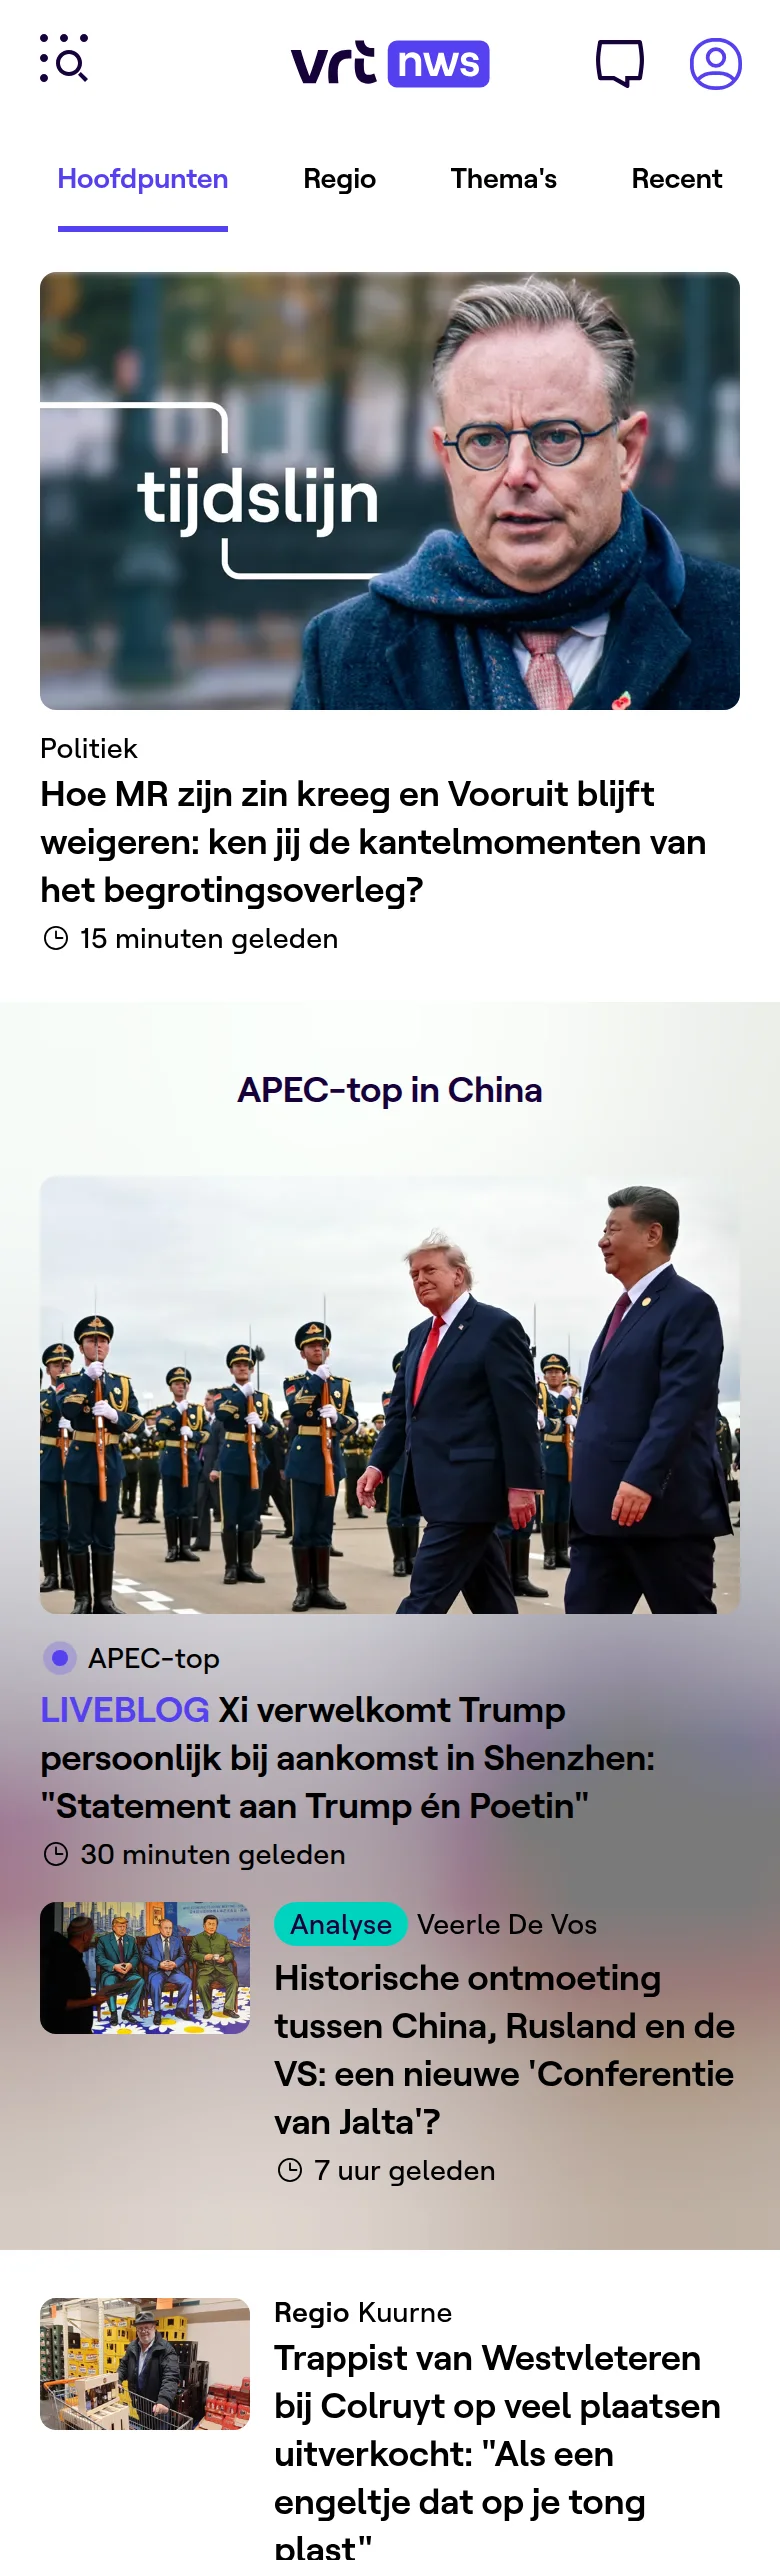 vrt nws
Hoofdpunten Regio Thema's Recent
tijdslijn
Politiek
Hoe MR zijn zin kreeg en Vooruit blijft
weigeren: ken jij de kantelmomenten van
het begrotingsoverleg?
15 minuten geleden
APEC-top in China
APEC-top
LIVEBLOG Xi verwelkomt Trump
persoonlijk bij aankomst in Shenzhen:
"Statement aan Trump én Poetin"
30 minuten geleden
Analyse Veerle De Vos
Historische ontmoeting
tussen China, Rusland en de
VS: een nieuwe 'Conferentie
van Jalta'?
7 uur geleden
Regio Kuurne
Trappist van Westvleteren
bij Colruyt op veel plaatsen
uitverkocht: "Als een
engeltje dat op je tong
plast"